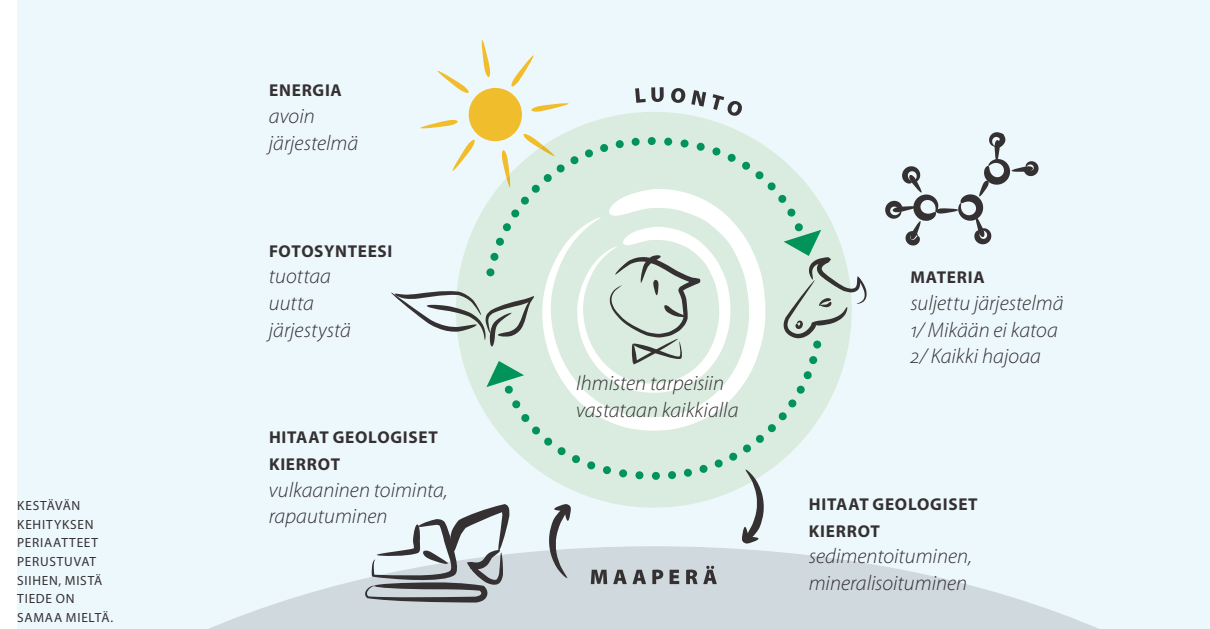 ENERGIA
avoin
järjestelmä
LUONTO
FOTOSYNTEESI
tuottaa
uutta
järjestystä
MATERIA
suljettu järjestelmä
1/ Mikään ei katoa
2/ Kaikki hajoaa
Ihmisten tarpeisiin
vastataan kaikkialla
HITAAT GEOLOGISET
KIERROT
vulkaaninen toiminta,
rapautuminen
HITAAT GEOLOGISET
KIERROT
sedimentoituminen,
mineralisoituminen
MAAPERÄ
KESTÄVÄN
KEHITYKSEN
PERIAATTEET
PERUSTUVAT
SIIHEN, MISTÄ
TIEDE ON
SAMAA MIELTÄ.